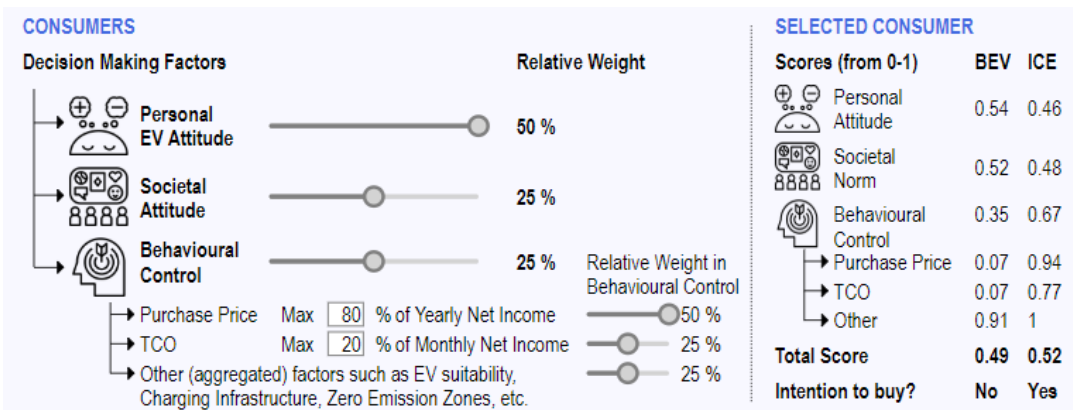 CONSUMERS
Decision Making Factors Relative Weight
Personal
EV Attitude
50 %
Societal
Attitude
25 %
Behavioural
Control
25 %
Relative Weight in
Behavioural Control
Purchase Price Max 80 % of Yearly Net Income 50 %
TCO Max 20 % of Monthly Net Income 25 %
Other (aggregated) factors such as EV suitability, 25 %
Charging Infrastructure, Zero Emission Zones, etc.
SELECTED CONSUMER
Scores (from 0-1) BEV ICE
Personal
Attitude
0.54 0.46
Societal
Norm
0.52 0.48
Behavioural
Control
0.35 0.67
Purchase Price 0.07 0.94
TCO 0.07 0.77
Other 0.91 1
Total Score 0.49 0.52
Intention to buy? No Yes